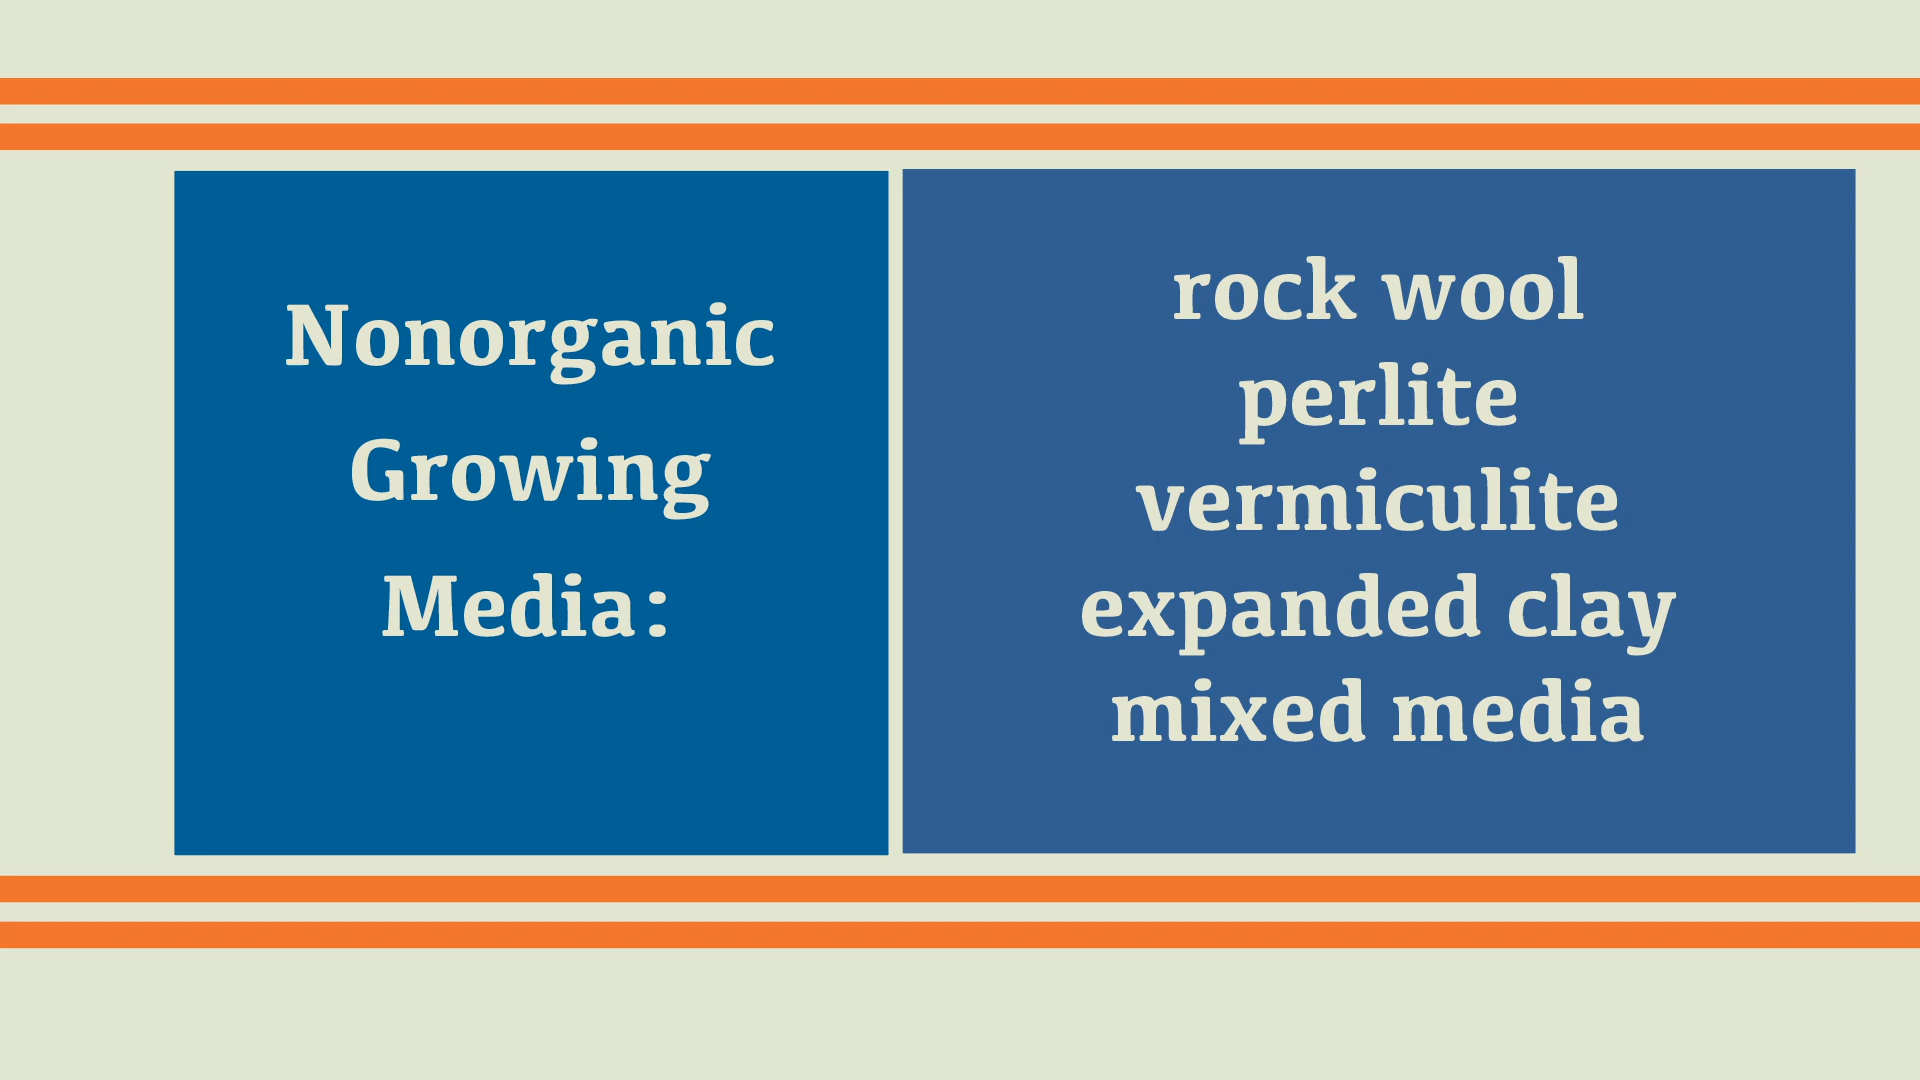 Nonorganic
Growing
Media:
rock wool
perlite
vermiculite
expanded clay
mixed media